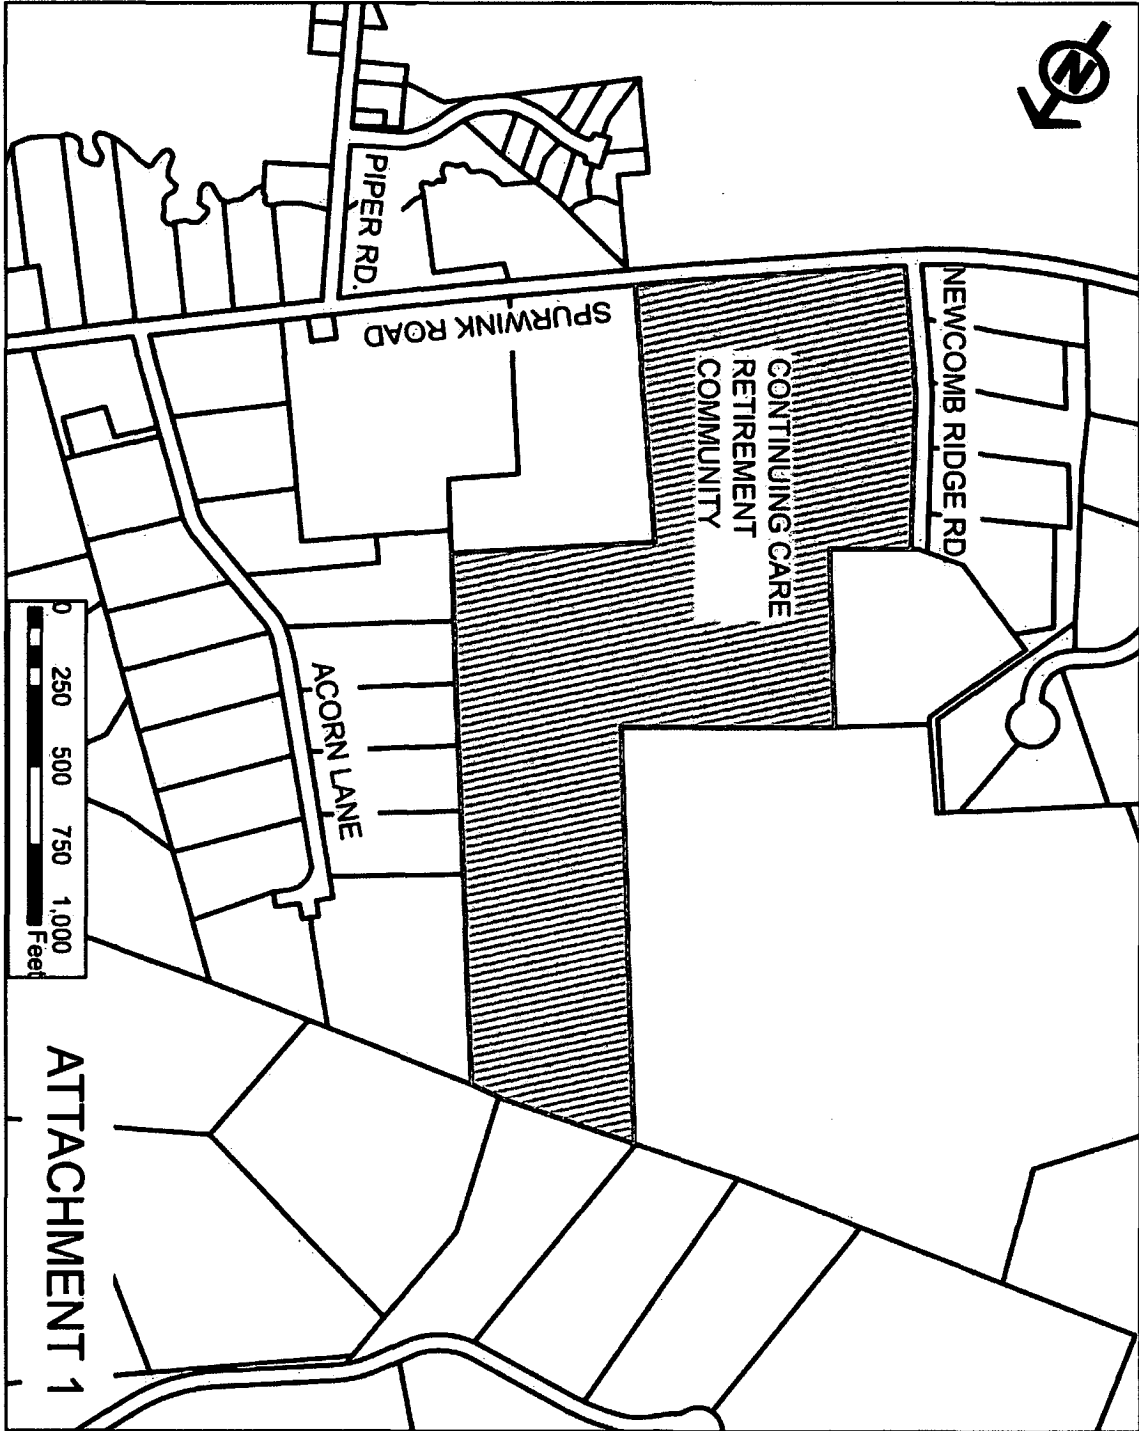 N
NEWCOMB RIDGE RD
PIPER RD.
SPURWINK ROAD
CONTINUING CARE
RETIREMENT
COMMUNITY
ACORN LANE
0 250 500 750 1,000
Feet
ATTACHMENT 1